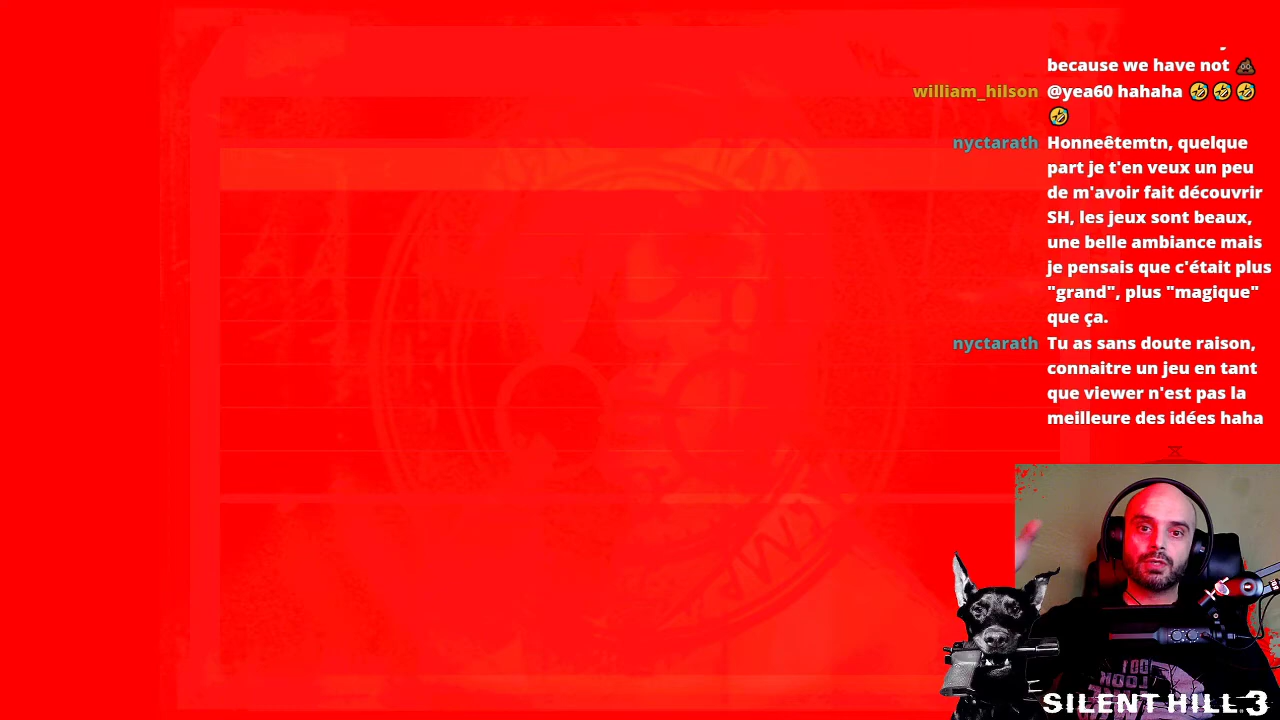 because we have not 💩
william_hilson @yea60 hahaha 🤣🤣🤣
🤣
nyctarath Honneêtemtn, quelque
part je t'en veux un peu
de m'avoir fait découvrir
SH, les jeux sont beaux,
une belle ambiance mais
je pensais que c'était plus
"grand", plus "magique"
que ça.
nyctarath Tu as sans doute raison,
connaitre un jeu en tant
que viewer n'est pas la
meilleure des idées haha
SILENT HILL 3